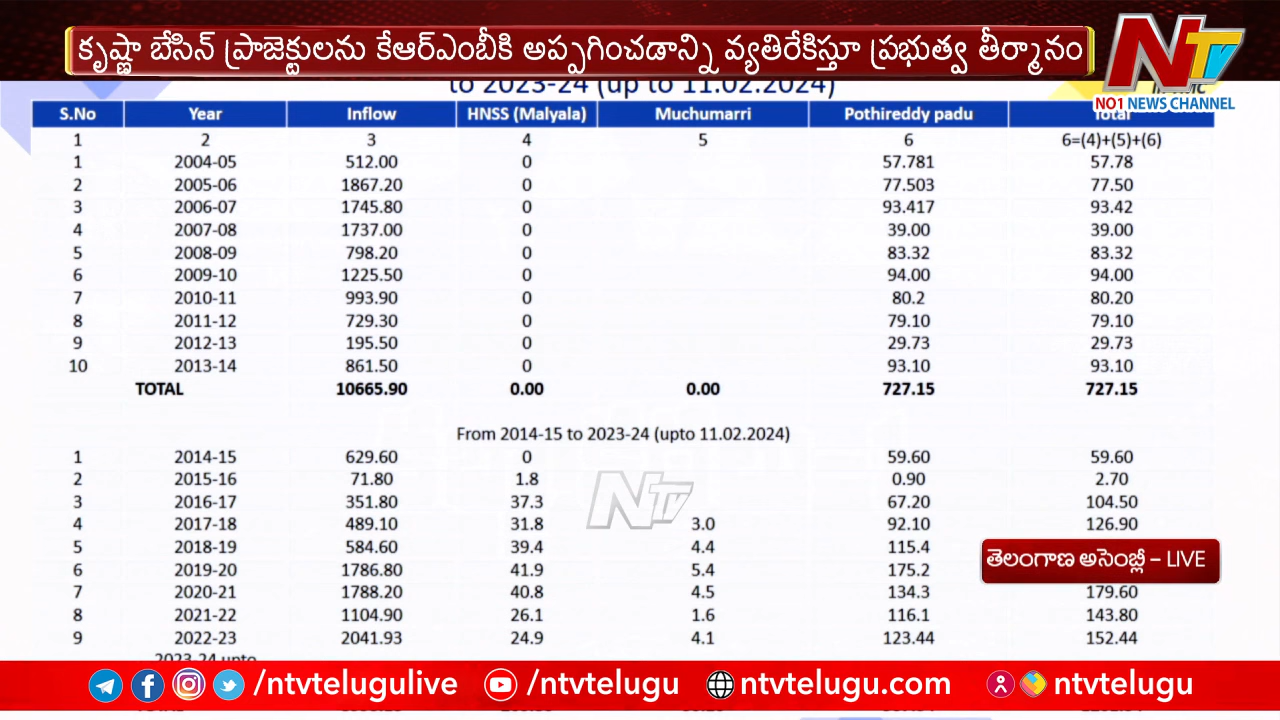 కృష్ణా బేసిన్ ప్రాజెక్టులను కేఆర్ఎంబీకి అప్పగించడాన్ని వ్యతిరేకిస్తూ ప్రభుత్వ తీర్మానం
NTV
NO1 NEWS CHANNEL
to 2023-24 (up to 11.02.2024)
S.No Year Inflow HNSS (Malyala) Muchumarri Pothireddy padu Total
1 2 3 4 5 6 6=(4)+(5)+(6)
1 2004-05 512.00 0 57.781 57.78
2 2005-06 1867.20 0 77.503 77.50
3 2006-07 1745.80 0 93.417 93.42
4 2007-08 1737.00 0 39.00 39.00
5 2008-09 798.20 0 83.32 83.32
6 2009-10 1225.50 0 94.00 94.00
7 2010-11 993.90 0 80.2 80.20
8 2011-12 729.30 0 79.10 79.10
9 2012-13 195.50 0 29.73 29.73
10 2013-14 861.50 0 93.10 93.10
TOTAL 10665.90 0.00 0.00 727.15 727.15
From 2014-15 to 2023-24 (upto 11.02.2024)
1 2014-15 629.60 0 59.60 59.60
2 2015-16 71.80 1.8 0.90 2.70
3 2016-17 351.80 37.3 67.20 104.50
NTV
4 2017-18 489.10 31.8 3.0 92.10 126.90
5 2018-19 584.60 39.4 4.4 115.4
6 2019-20 1786.80 41.9 5.4 175.2
తెలంగాణ అసెంబ్లీ – LIVE
7 2020-21 1788.20 40.8 4.5 134.3 179.60
8 2021-22 1104.90 26.1 1.6 116.1 143.80
9 2022-23 2041.93 24.9 4.1 123.44 152.44
2023-24 upto
/ntvtelugulive /ntvtelugu ntvtelugu.com ntvtelugu